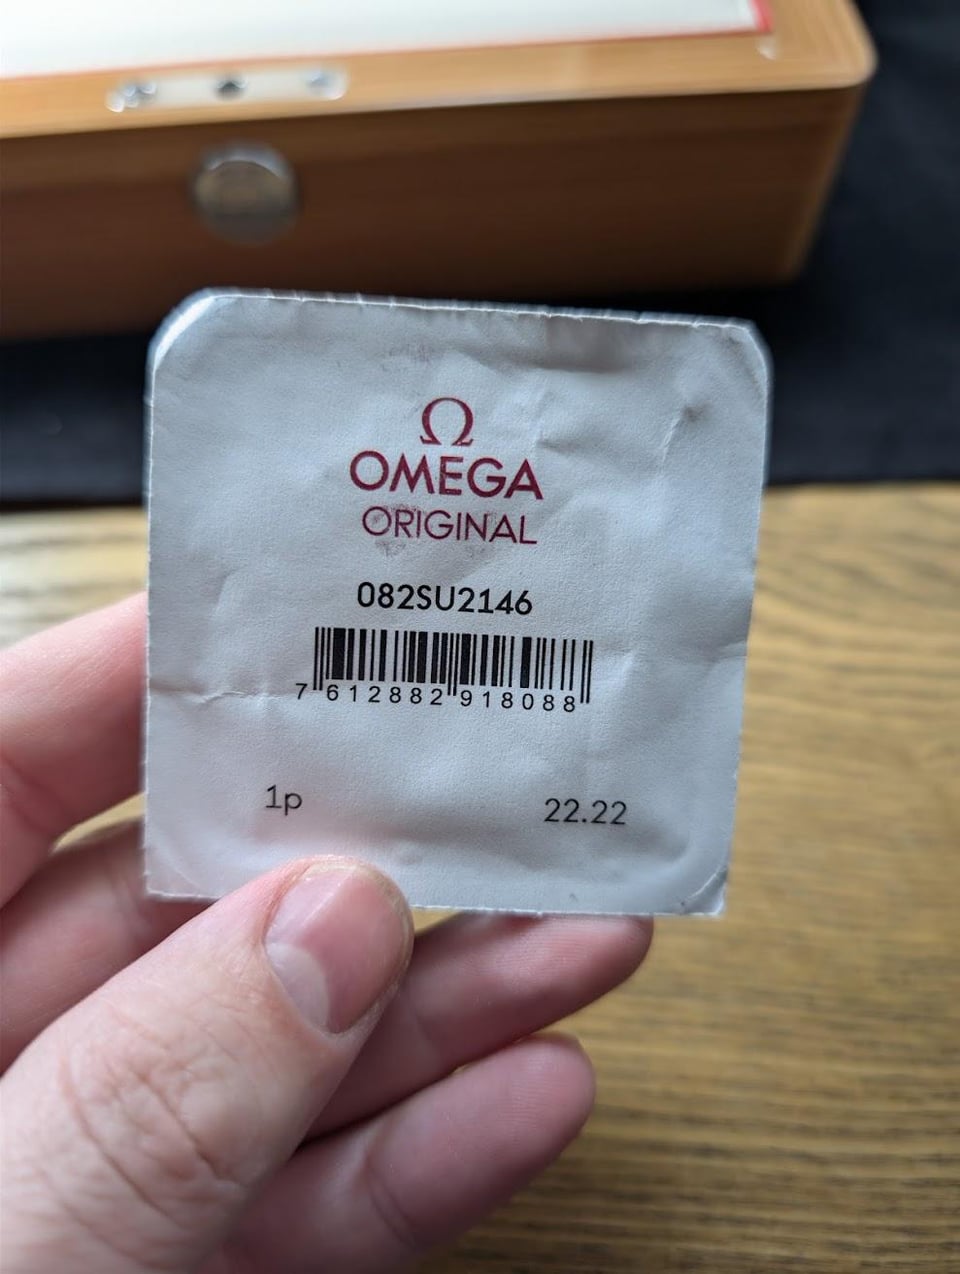 Ω
OMEGA
ORIGINAL
082SU2146
7 612882 918088
1p 22.22